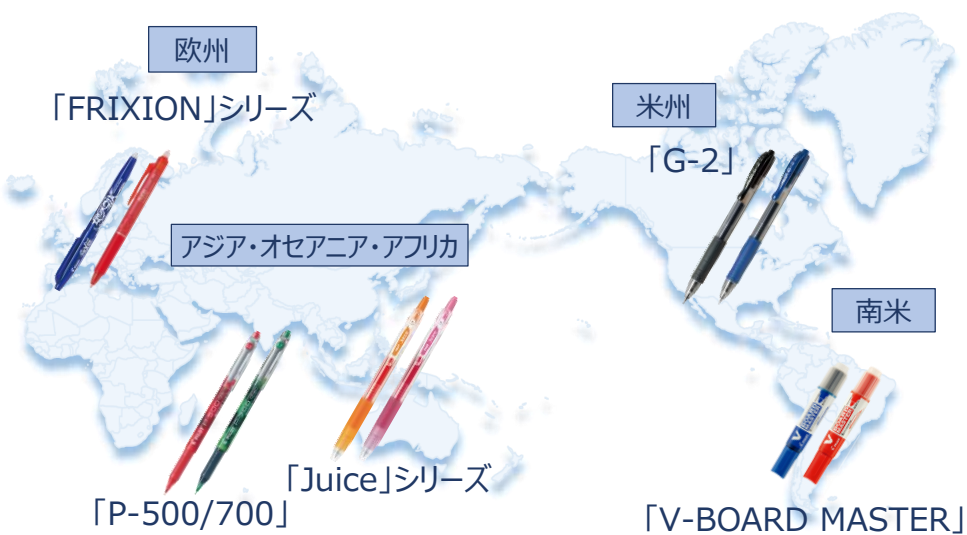 欧州
「FRIXION」シリーズ
米州
「G-2」
アジア・オセアニア・アフリカ
南米
「Juice」シリーズ
「P-500/700」
「V-BOARD MASTER」